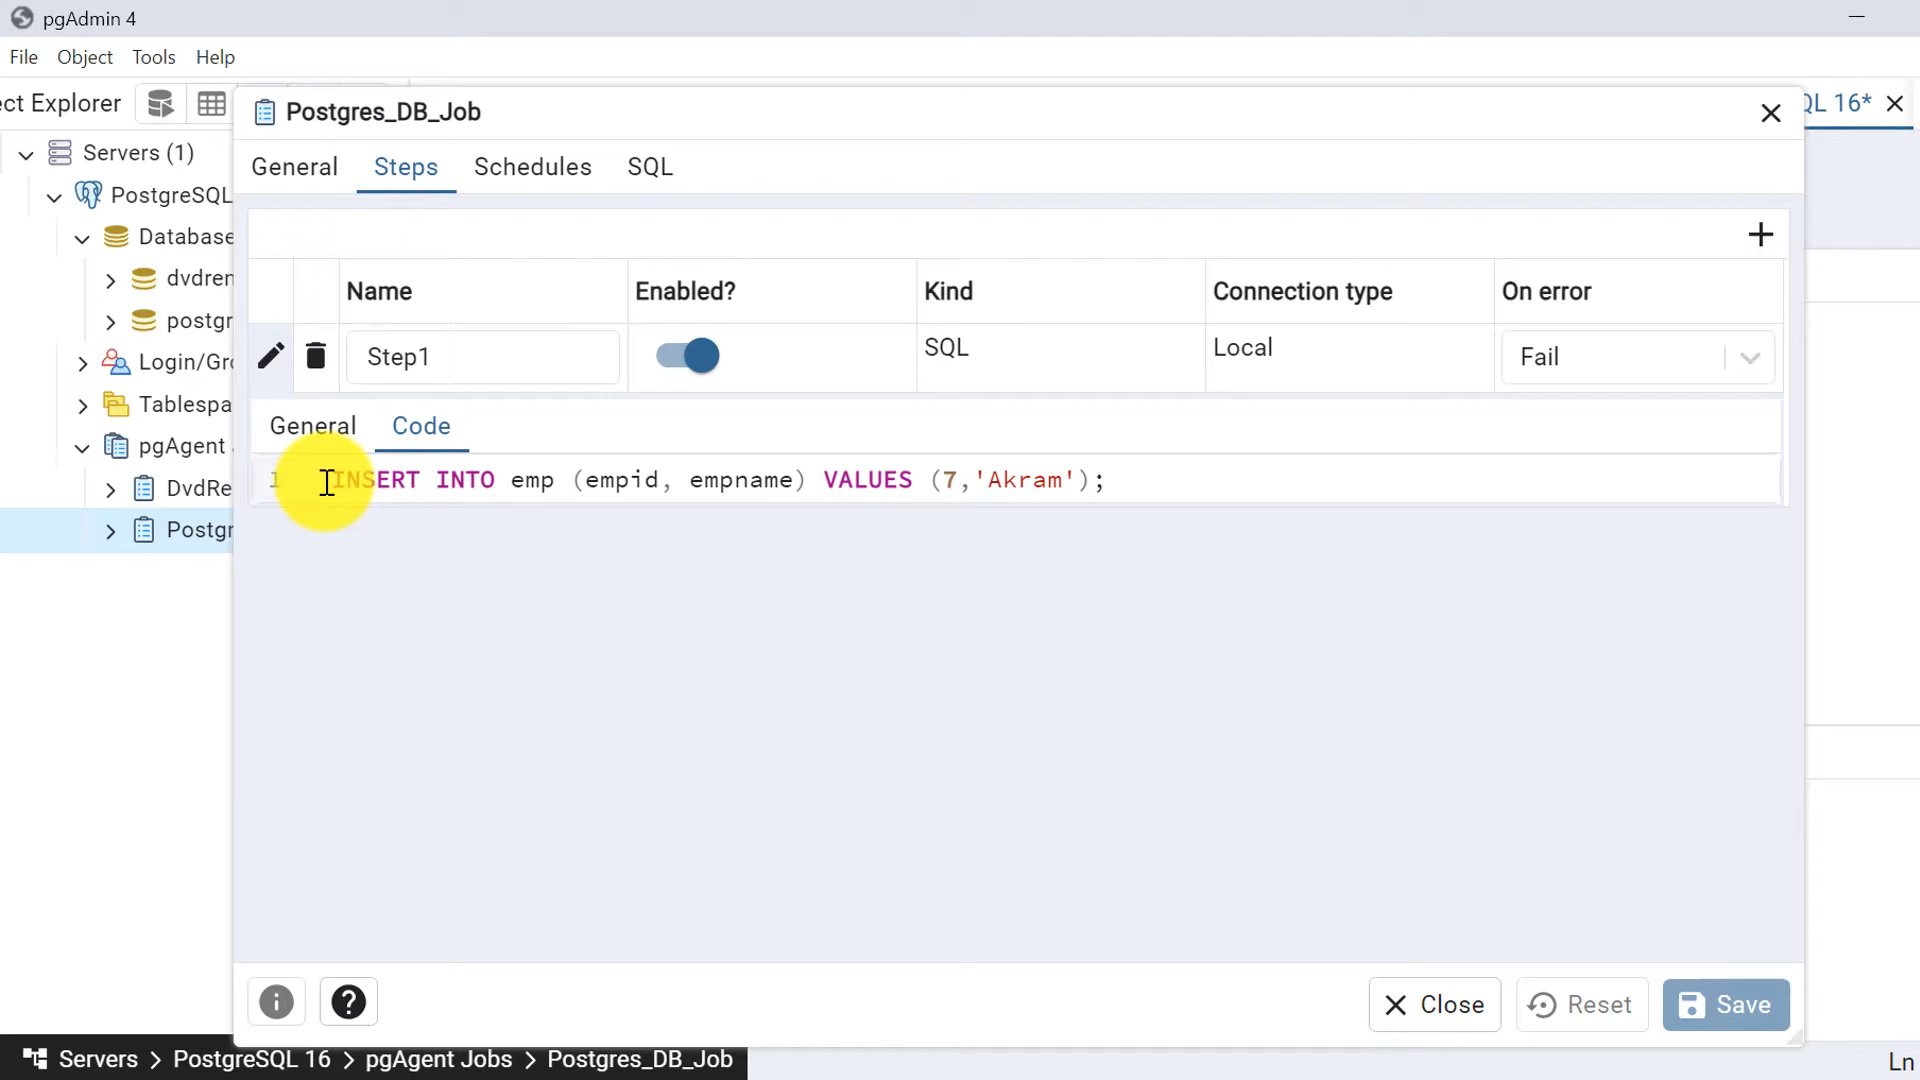 pgAdmin 4
File Object Tools Help
ct Explorer
QL 16*
Postgres_DB_Job
General Steps Schedules SQL
Servers (1)
PostgreSQL
Database
dvdren
postgr
Login/Gro
Tablespa
pgAgent
DvdRe
Postgr
Name Enabled? Kind Connection type On error
Step1 SQL Local Fail
General Code
1 INSERT INTO emp (empid, empname) VALUES (7,'Akram');
Close Reset Save
Servers > PostgreSQL 16 > pgAgent Jobs > Postgres_DB_Job
Ln